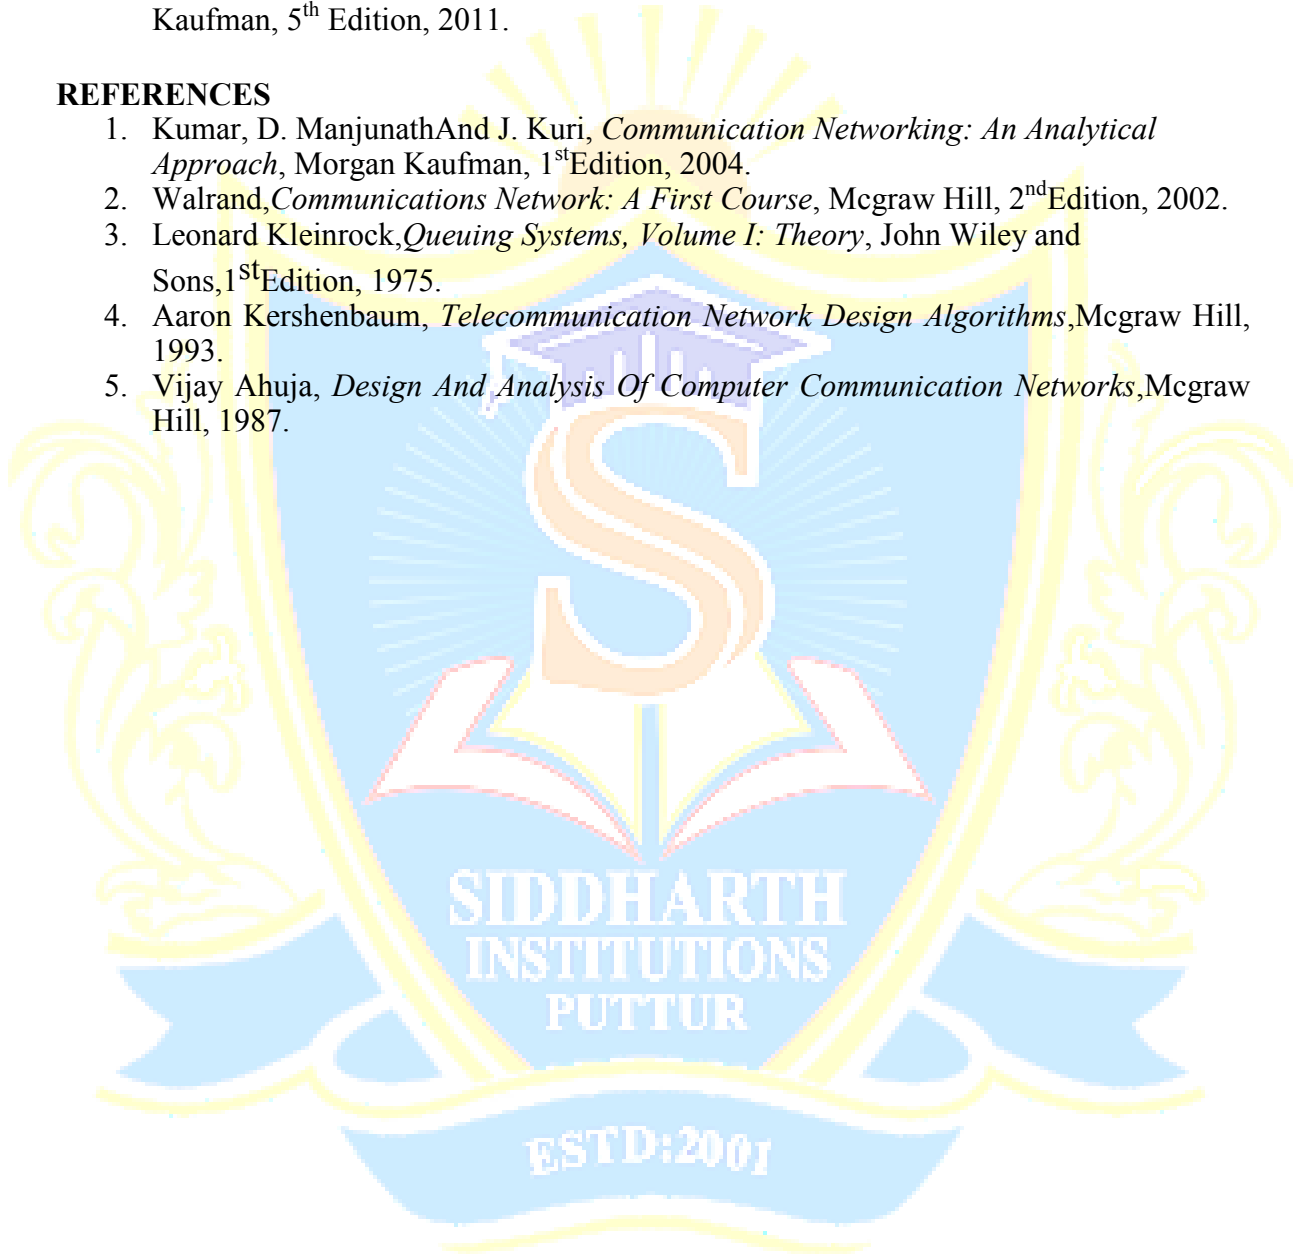 Kaufman, 5th Edition, 2011.
REFERENCES
1. Kumar, D. ManjunathAnd J. Kuri, Communication Networking: An Analytical
Approach, Morgan Kaufman, 1stEdition, 2004.
2. Walrand,Communications Network: A First Course, Mcgraw Hill, 2ndEdition, 2002.
3. Leonard Kleinrock,Queuing Systems, Volume I: Theory, John Wiley and
Sons,1stEdition, 1975.
4. Aaron Kershenbaum, Telecommunication Network Design Algorithms,Mcgraw Hill,
1993.
5. Vijay Ahuja, Design And Analysis Of Computer Communication Networks,Mcgraw
Hill, 1987.
S
SIDDHARTH
INSTITUTIONS
PUTTUR
ESTD:2001